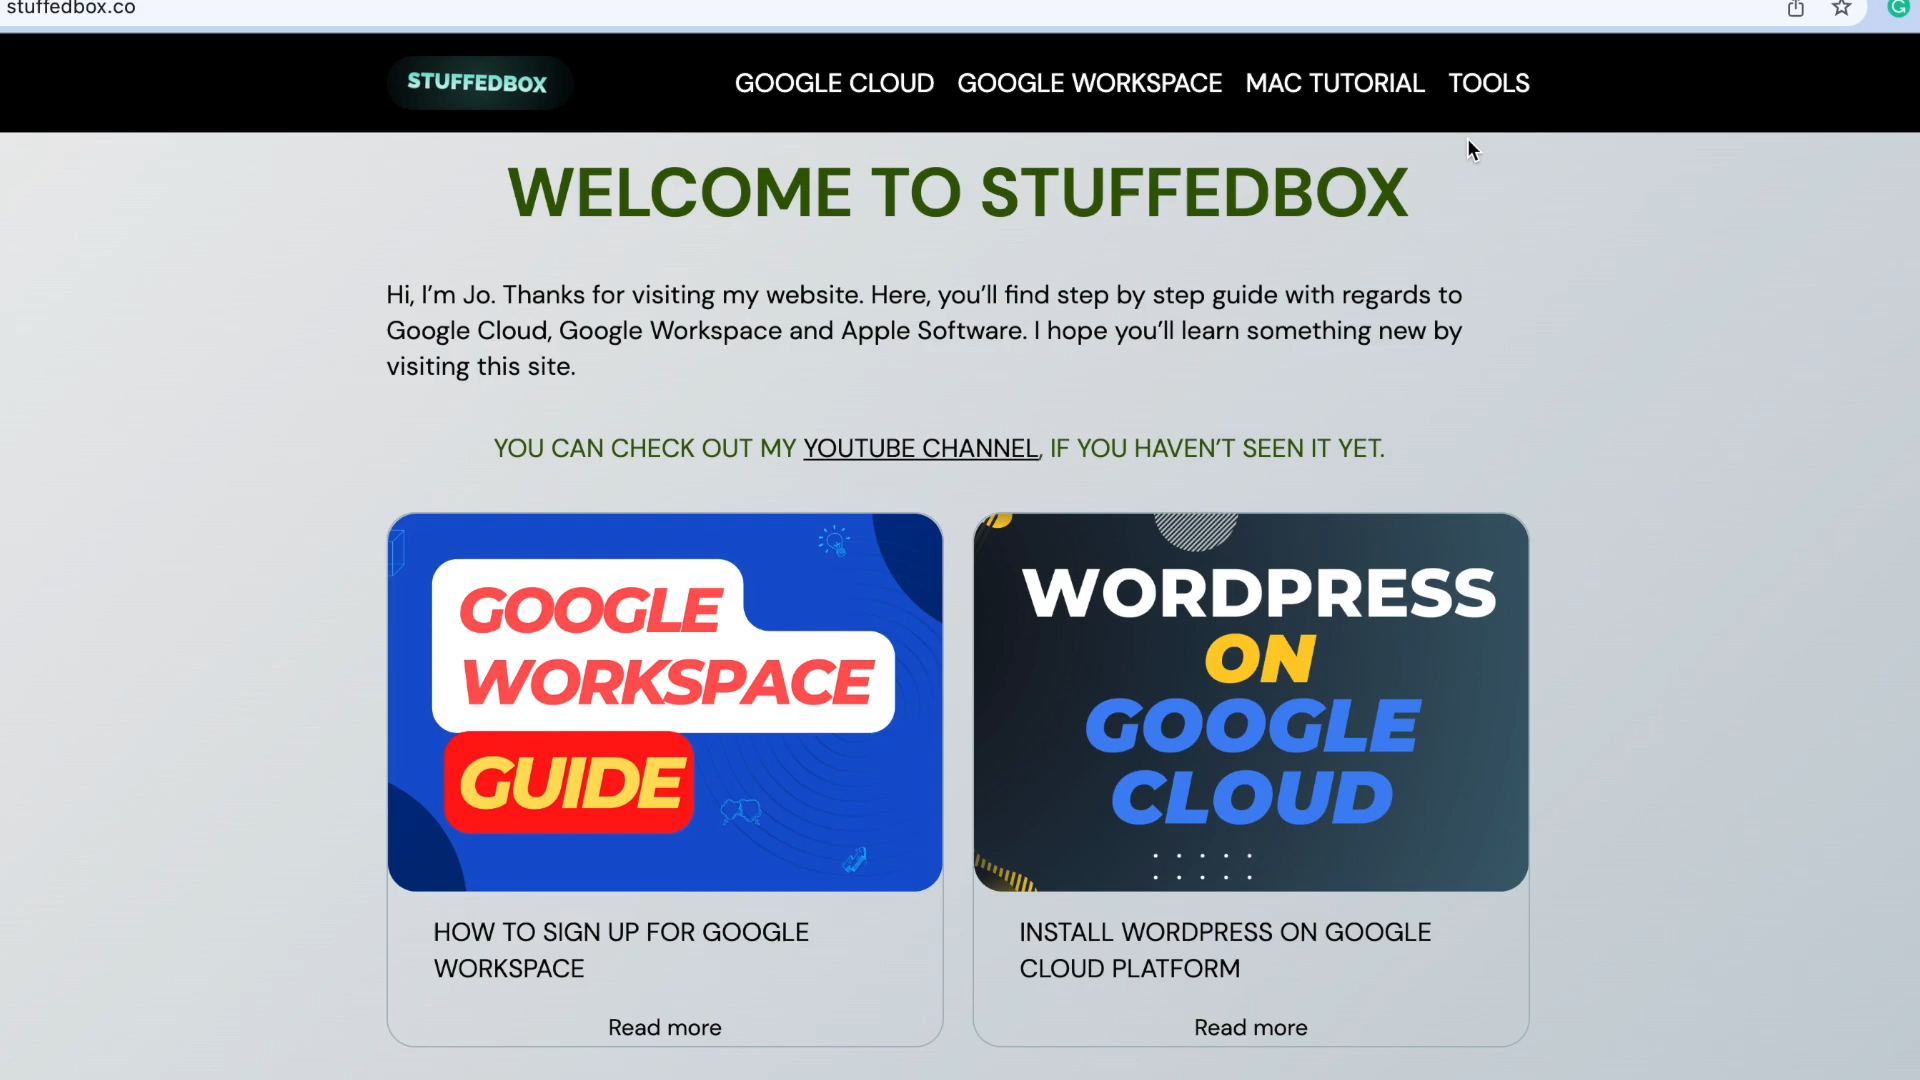 stuffedbox.co
STUFFEDBOX
GOOGLE CLOUD GOOGLE WORKSPACE MAC TUTORIAL TOOLS
WELCOME TO STUFFEDBOX
Hi, I’m Jo. Thanks for visiting my website. Here, you’ll find step by step guide with regards to
Google Cloud, Google Workspace and Apple Software. I hope you’ll learn something new by
visiting this site.
YOU CAN CHECK OUT MY YOUTUBE CHANNEL, IF YOU HAVEN’T SEEN IT YET.
GOOGLE
WORKSPACE
GUIDE
HOW TO SIGN UP FOR GOOGLE
WORKSPACE
Read more
WORDPRESS
ON
GOOGLE
CLOUD
INSTALL WORDPRESS ON GOOGLE
CLOUD PLATFORM
Read more